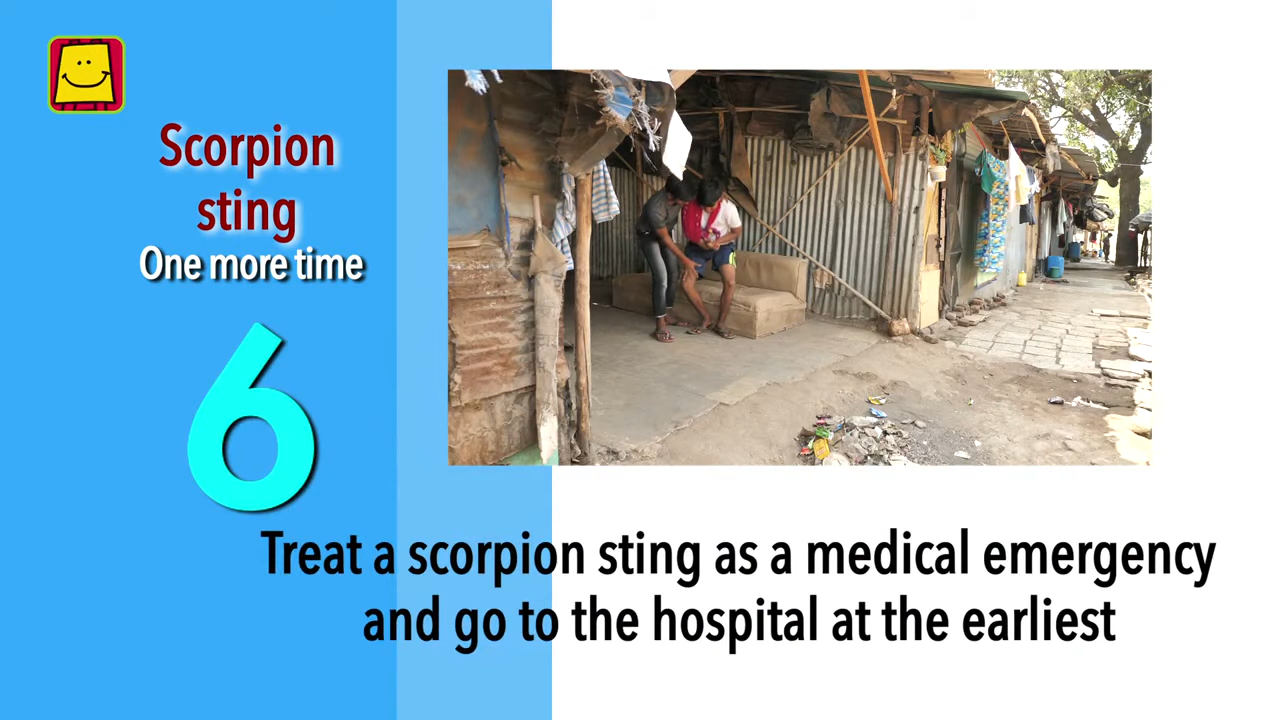 Scorpion
sting
One more time
6
Treat a scorpion sting as a medical emergency
and go to the hospital at the earliest